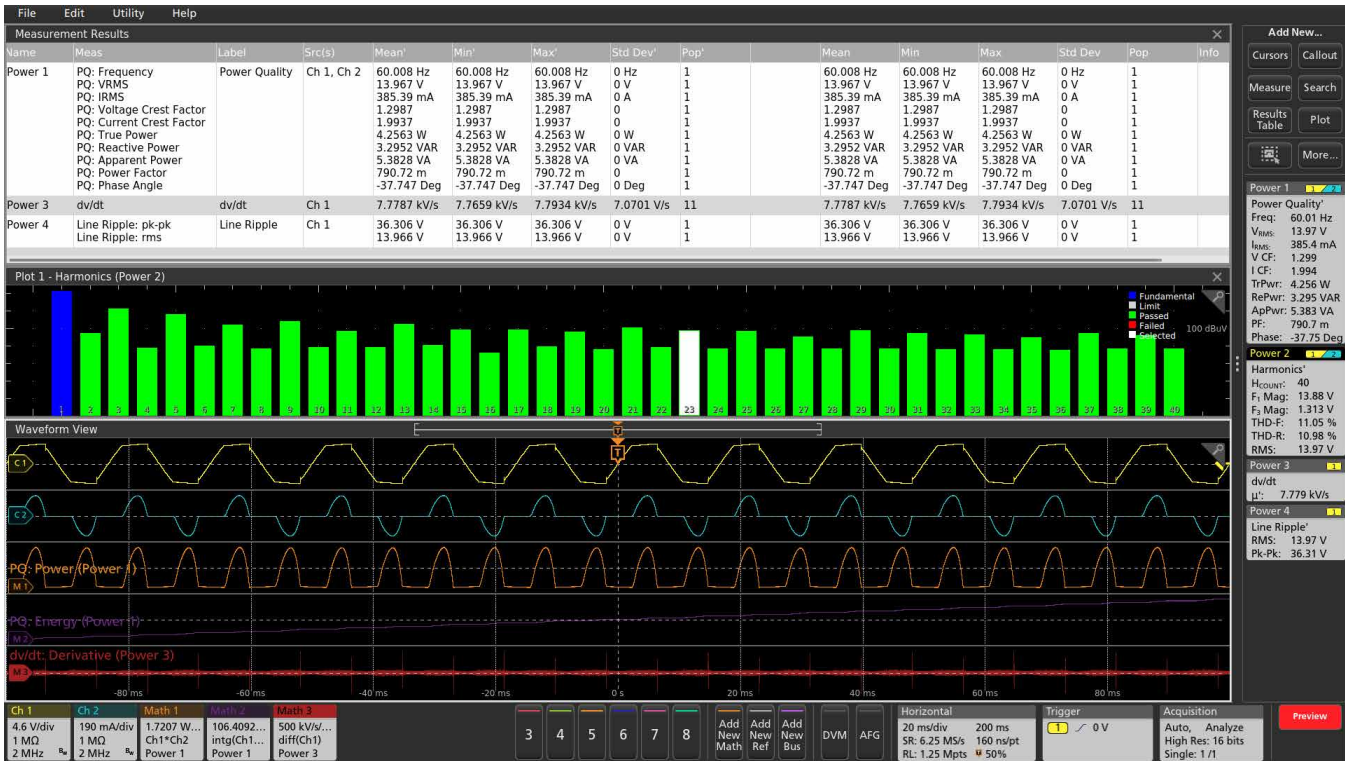 File Edit Utility Help
Measurement Results
Name Meas Label Src(s) Mean' Min' Max' Std Dev' Pop' Mean Min Max Std Dev Pop Info
Power 1 PQ: Frequency Power Quality Ch 1, Ch 2 60.008 Hz 60.008 Hz 60.008 Hz 0 Hz 1 60.008 Hz 60.008 Hz 60.008 Hz 0 Hz 1
PQ: VRMS 13.967 V 13.967 V 13.967 V 0 V 1 13.967 V 13.967 V 13.967 V 0 V 1
PQ: IRMS 385.39 mA 385.39 mA 385.39 mA 0 A 1 385.39 mA 385.39 mA 385.39 mA 0 A 1
PQ: Voltage Crest Factor 1.2987 1.2987 1.2987 0 1 1.2987 1.2987 1.2987 0 1
PQ: Current Crest Factor 1.9937 1.9937 1.9937 0 1 1.9937 1.9937 1.9937 0 1
PQ: True Power 4.2563 W 4.2563 W 4.2563 W 0 W 1 4.2563 W 4.2563 W 4.2563 W 0 W 1
PQ: Reactive Power 3.2952 VAR 3.2952 VAR 3.2952 VAR 0 VAR 1 3.2952 VAR 3.2952 VAR 3.2952 VAR 0 VAR 1
PQ: Apparent Power 5.3828 VA 5.3828 VA 5.3828 VA 0 VA 1 5.3828 VA 5.3828 VA 5.3828 VA 0 VA 1
PQ: Power Factor 790.72 m 790.72 m 790.72 m 0 1 790.72 m 790.72 m 790.72 m 0 1
PQ: Phase Angle -37.747 Deg -37.747 Deg -37.747 Deg 0 Deg 1 -37.747 Deg -37.747 Deg -37.747 Deg 0 Deg 1
Power 3 dv/dt dv/dt Ch 1 7.7787 kV/s 7.7659 kV/s 7.7934 kV/s 7.0701 V/s 11 7.7787 kV/s 7.7659 kV/s 7.7934 kV/s 7.0701 V/s 11
Power 4 Line Ripple: pk-pk Line Ripple Ch 1 36.306 V 36.306 V 36.306 V 0 V 1 36.306 V 36.306 V 36.306 V 0 V 1
Line Ripple: rms 13.966 V 13.966 V 13.966 V 0 V 1 13.966 V 13.966 V 13.966 V 0 V 1
Plot 1 - Harmonics (Power 2)
Fundamental
Limit
Passed
Failed
Selected
100 dBuV
1 2 3 4 5 6 7 8 9 10 11 12 13 14 15 16 17 18 19 20 21 22 23 24 25 26 27 28 29 30 31 32 33 34 35 36 37 38 39 40
Waveform View
T
T
C 1
C 2
PQ: Power (Power 1)
M 1
PQ: Energy (Power 1)
M 2
dv/dt: Derivative (Power 3)
M 3
-80 ms -60 ms -40 ms -20 ms 0 s 20 ms 40 ms 60 ms 80 ms
Add New...
Cursors Callout
Measure Search
Results Table Plot
More...
Power 1 1 2
Power Quality'
Freq: 60.01 Hz
VRMS: 13.97 V
IRMS: 385.4 mA
V CF: 1.299
I CF: 1.994
TrPwr: 4.256 W
RePwr: 3.295 VAR
ApPwr: 5.383 VA
PF: 790.7 m
Phase: -37.75 Deg
Power 2 1 2
Harmonics'
HCOUNT: 40
F₁ Mag: 13.88 V
F₃ Mag: 1.313 V
THD-F: 11.05 %
THD-R: 10.98 %
RMS: 13.97 V
Power 3 1
dv/dt
µ': 7.779 kV/s
Power 4 1
Line Ripple'
RMS: 13.97 V
Pk-Pk: 36.31 V
Ch 1
4.6 V/div
1 MΩ
2 MHz Bw
Ch 2
190 mA/div
1 MΩ
2 MHz Bw
Math 1
1.7207 W...
Ch1*Ch2
Power 1
Math 2
106.4092...
intg(Ch1...
Power 1
Math 3
500 kV/s/...
diff(Ch1)
Power 3
3 4 5 6 7 8
Add New Math
Add New Ref
Add New Bus
DVM AFG
Horizontal
20 ms/div 200 ms
SR: 6.25 MS/s 160 ns/pt
RL: 1.25 Mpts 50%
Trigger
1 0 V
Acquisition
Auto, Analyze
High Res: 16 bits
Single: 1 /1
Preview